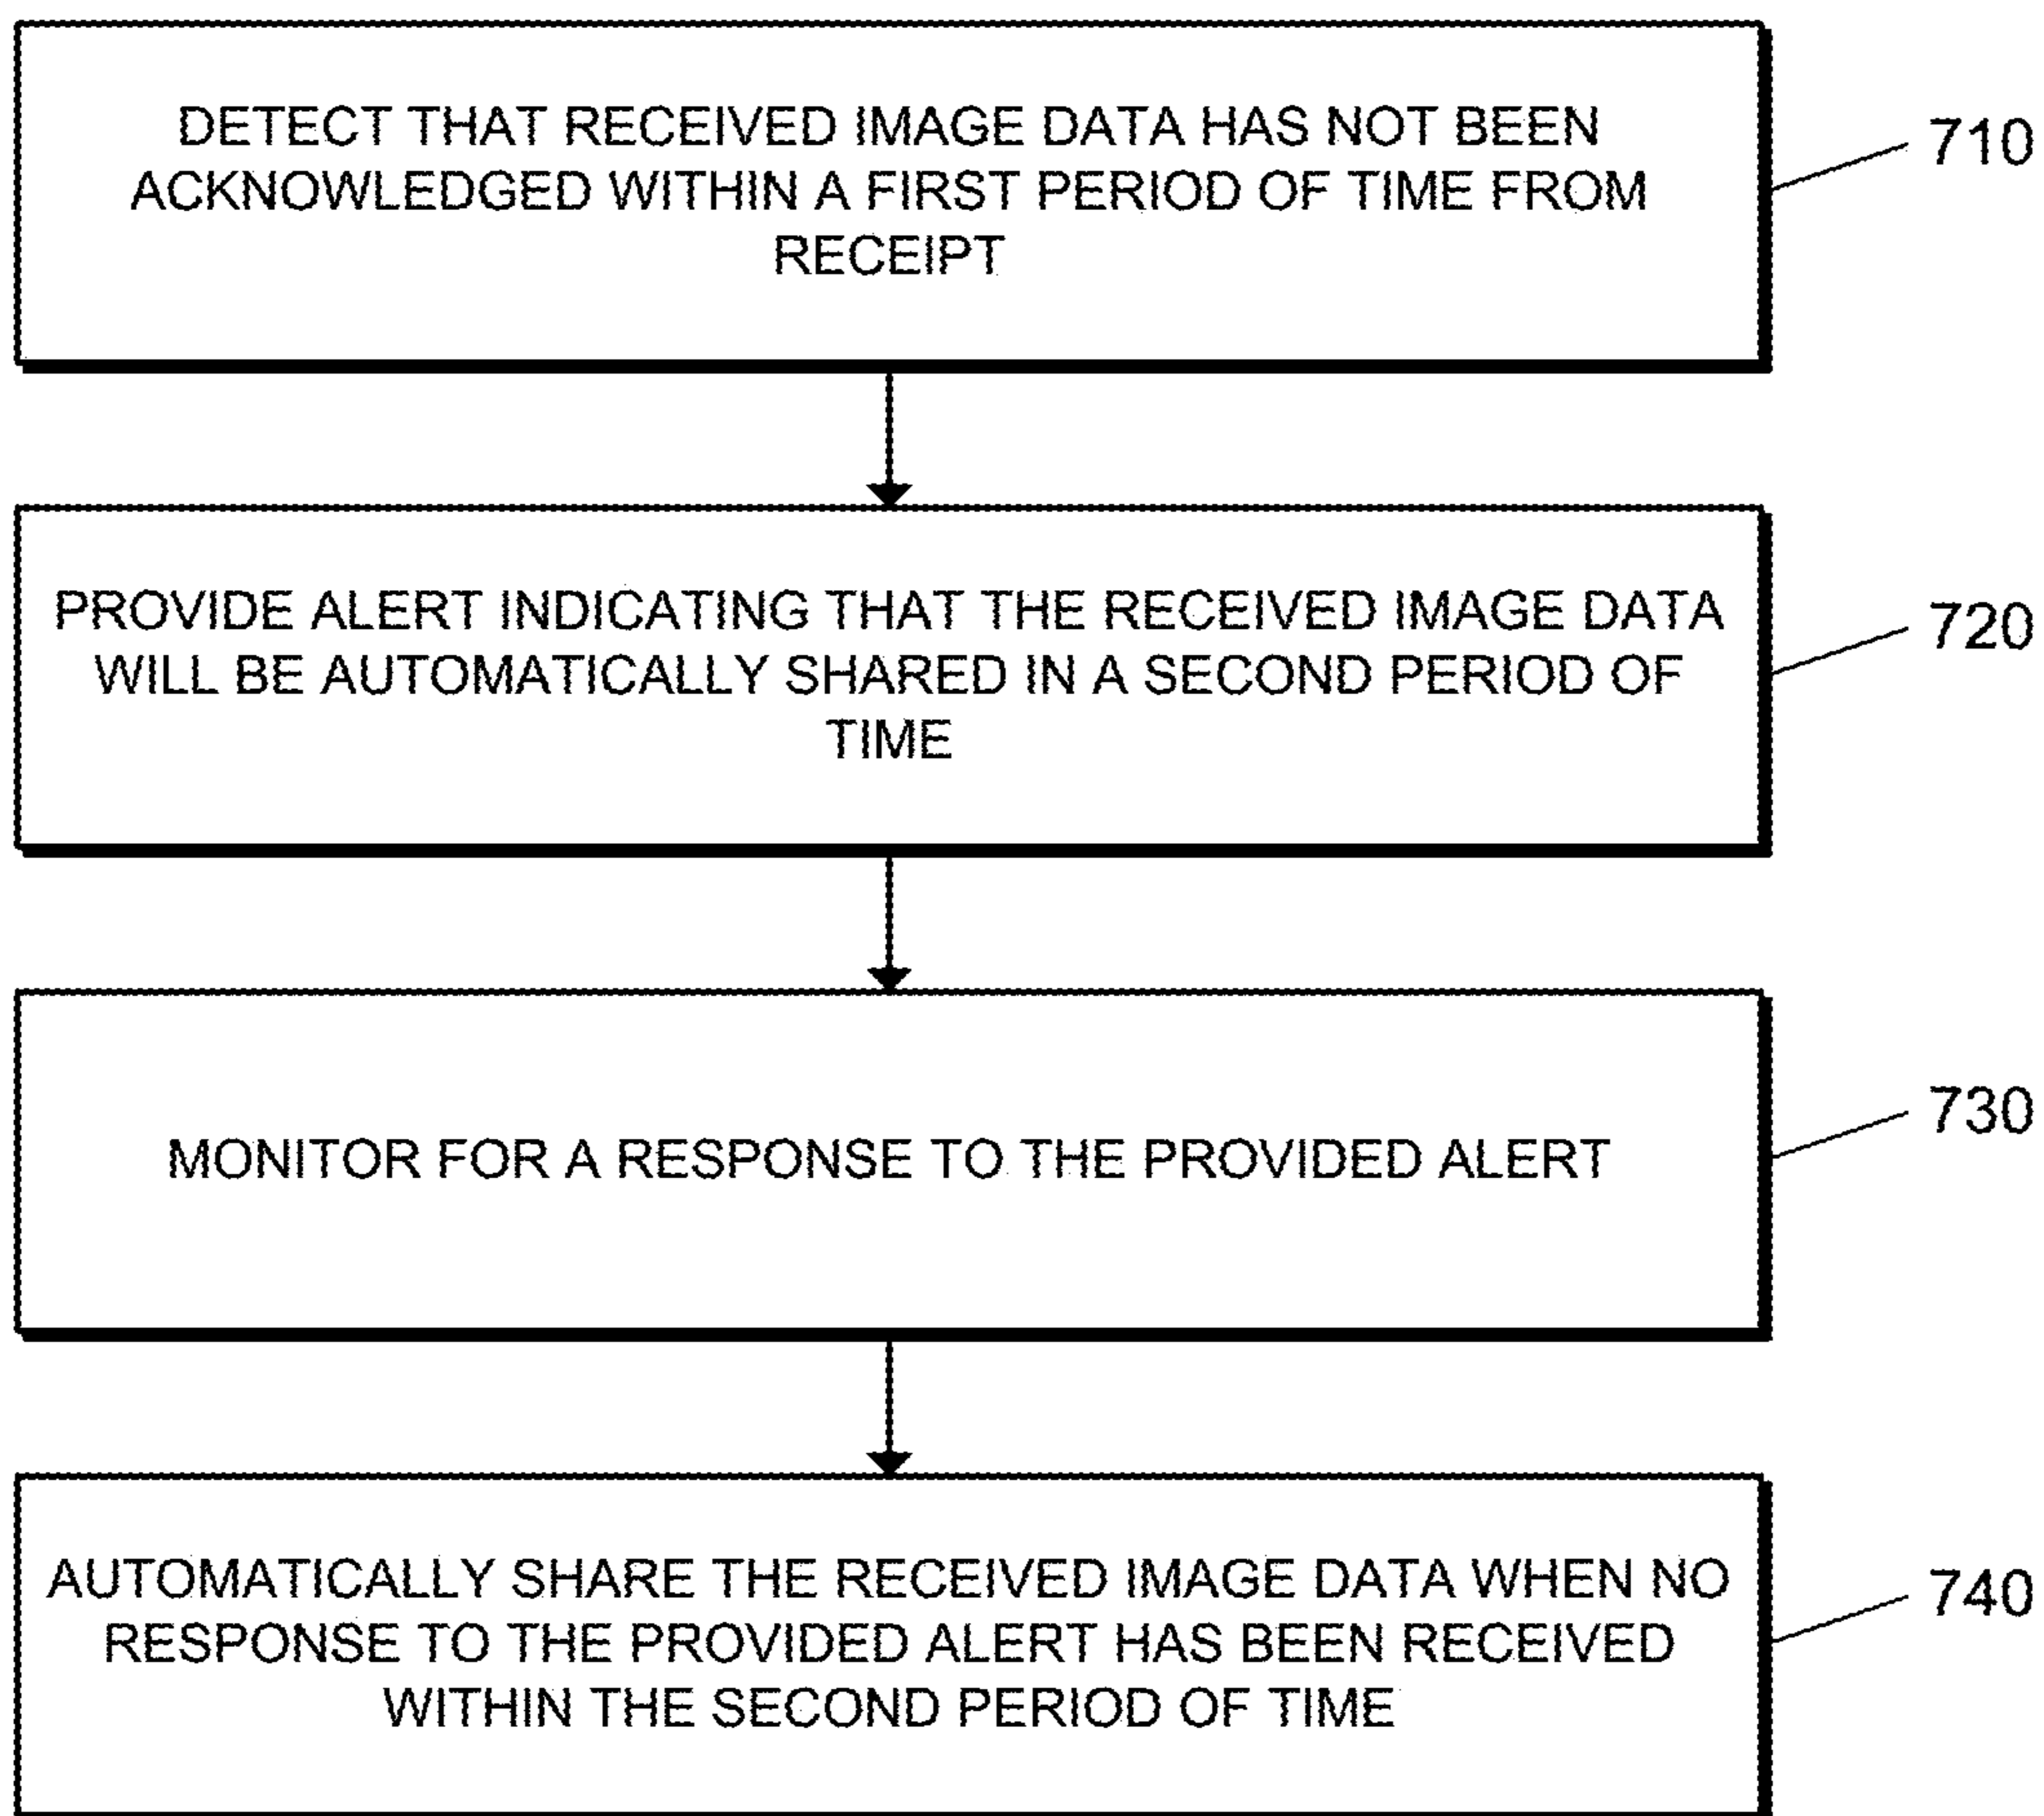 DETECT THAT RECEIVED IMAGE DATA HAS NOT BEEN
ACKNOWLEDGED WITHIN A FIRST PERIOD OF TIME FROM
RECEIPT
710
PROVIDE ALERT INDICATING THAT THE RECEIVED IMAGE DATA
WILL BE AUTOMATICALLY SHARED IN A SECOND PERIOD OF
TIME
720
MONITOR FOR A RESPONSE TO THE PROVIDED ALERT
730
AUTOMATICALLY SHARE THE RECEIVED IMAGE DATA WHEN NO
RESPONSE TO THE PROVIDED ALERT HAS BEEN RECEIVED
WITHIN THE SECOND PERIOD OF TIME
740